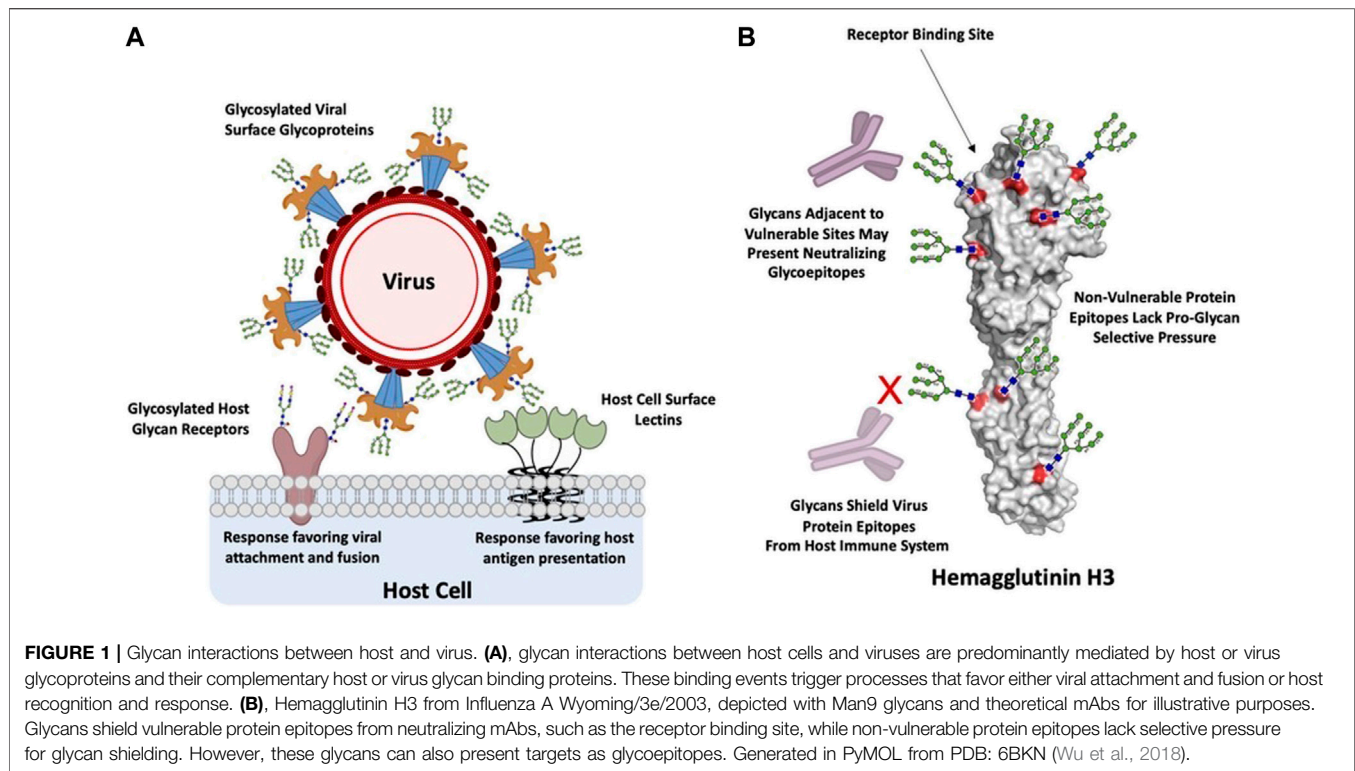 A
Glycosylated Viral
Surface Glycoproteins
Virus
Glycosylated Host
Glycan Receptors
Host Cell Surface
Lectins
Response favoring viral
attachment and fusion
Response favoring host
antigen presentation
Host Cell
B
Receptor Binding Site
Glycans Adjacent to
Vulnerable Sites May
Present Neutralizing
Glycoepitopes
Non-Vulnerable Protein
Epitopes Lack Pro-Glycan
Selective Pressure
X
Glycans Shield Virus
Protein Epitopes
From Host Immune System
Hemagglutinin H3
FIGURE 1 | Glycan interactions between host and virus. (A), glycan interactions between host cells and viruses are predominantly mediated by host or virus
glycoproteins and their complementary host or virus glycan binding proteins. These binding events trigger processes that favor either viral attachment and fusion or host
recognition and response. (B), Hemagglutinin H3 from Influenza A Wyoming/3e/2003, depicted with Man9 glycans and theoretical mAbs for illustrative purposes.
Glycans shield vulnerable protein epitopes from neutralizing mAbs, such as the receptor binding site, while non-vulnerable protein epitopes lack selective pressure
for glycan shielding. However, these glycans can also present targets as glycoepitopes. Generated in PyMOL from PDB: 6BKN (Wu et al., 2018).